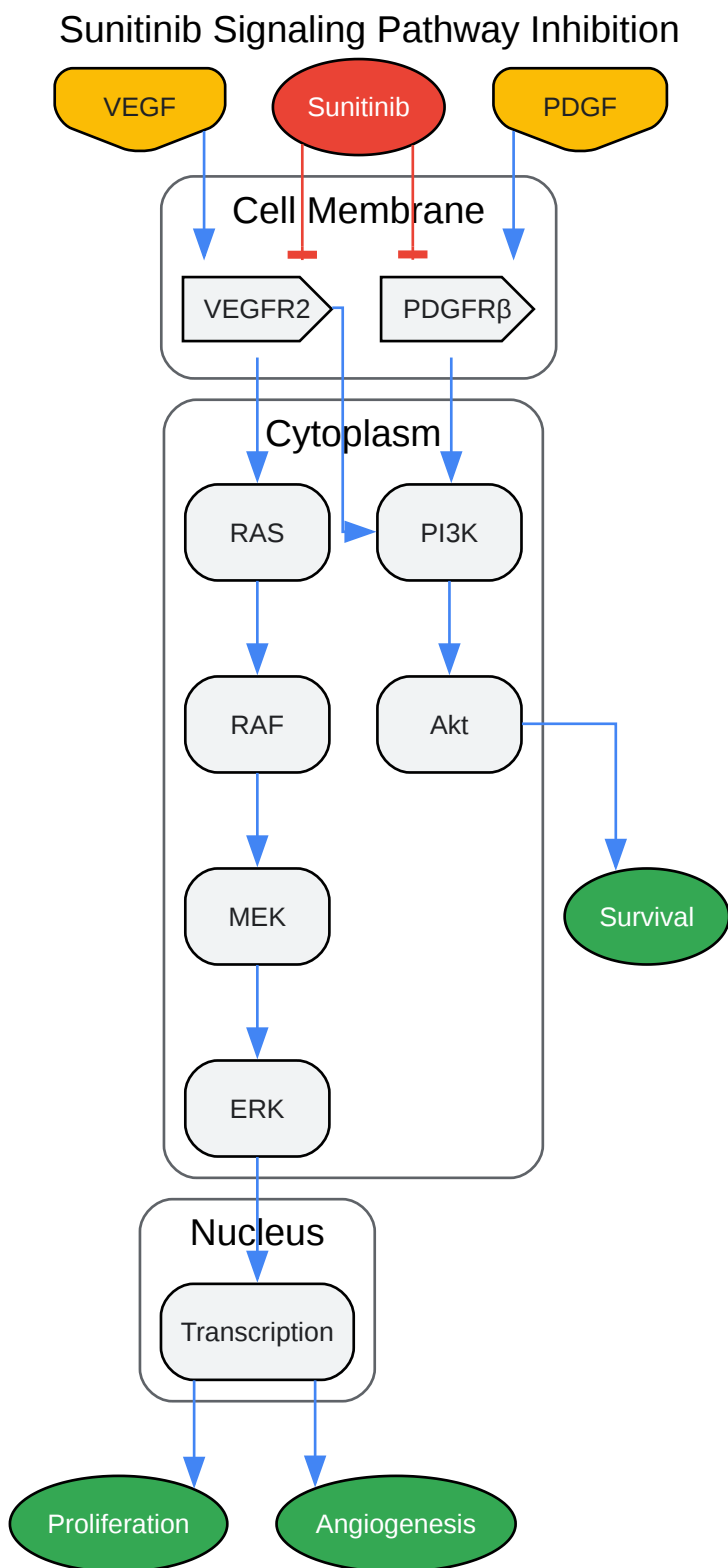 Sunitinib Signaling Pathway Inhibition
VEGF
Sunitinib
PDGF
Cell Membrane
VEGFR2
PDGFRβ
Cytoplasm
RAS
PI3K
RAF
Akt
MEK
Survival
ERK
Nucleus
Transcription
Proliferation
Angiogenesis